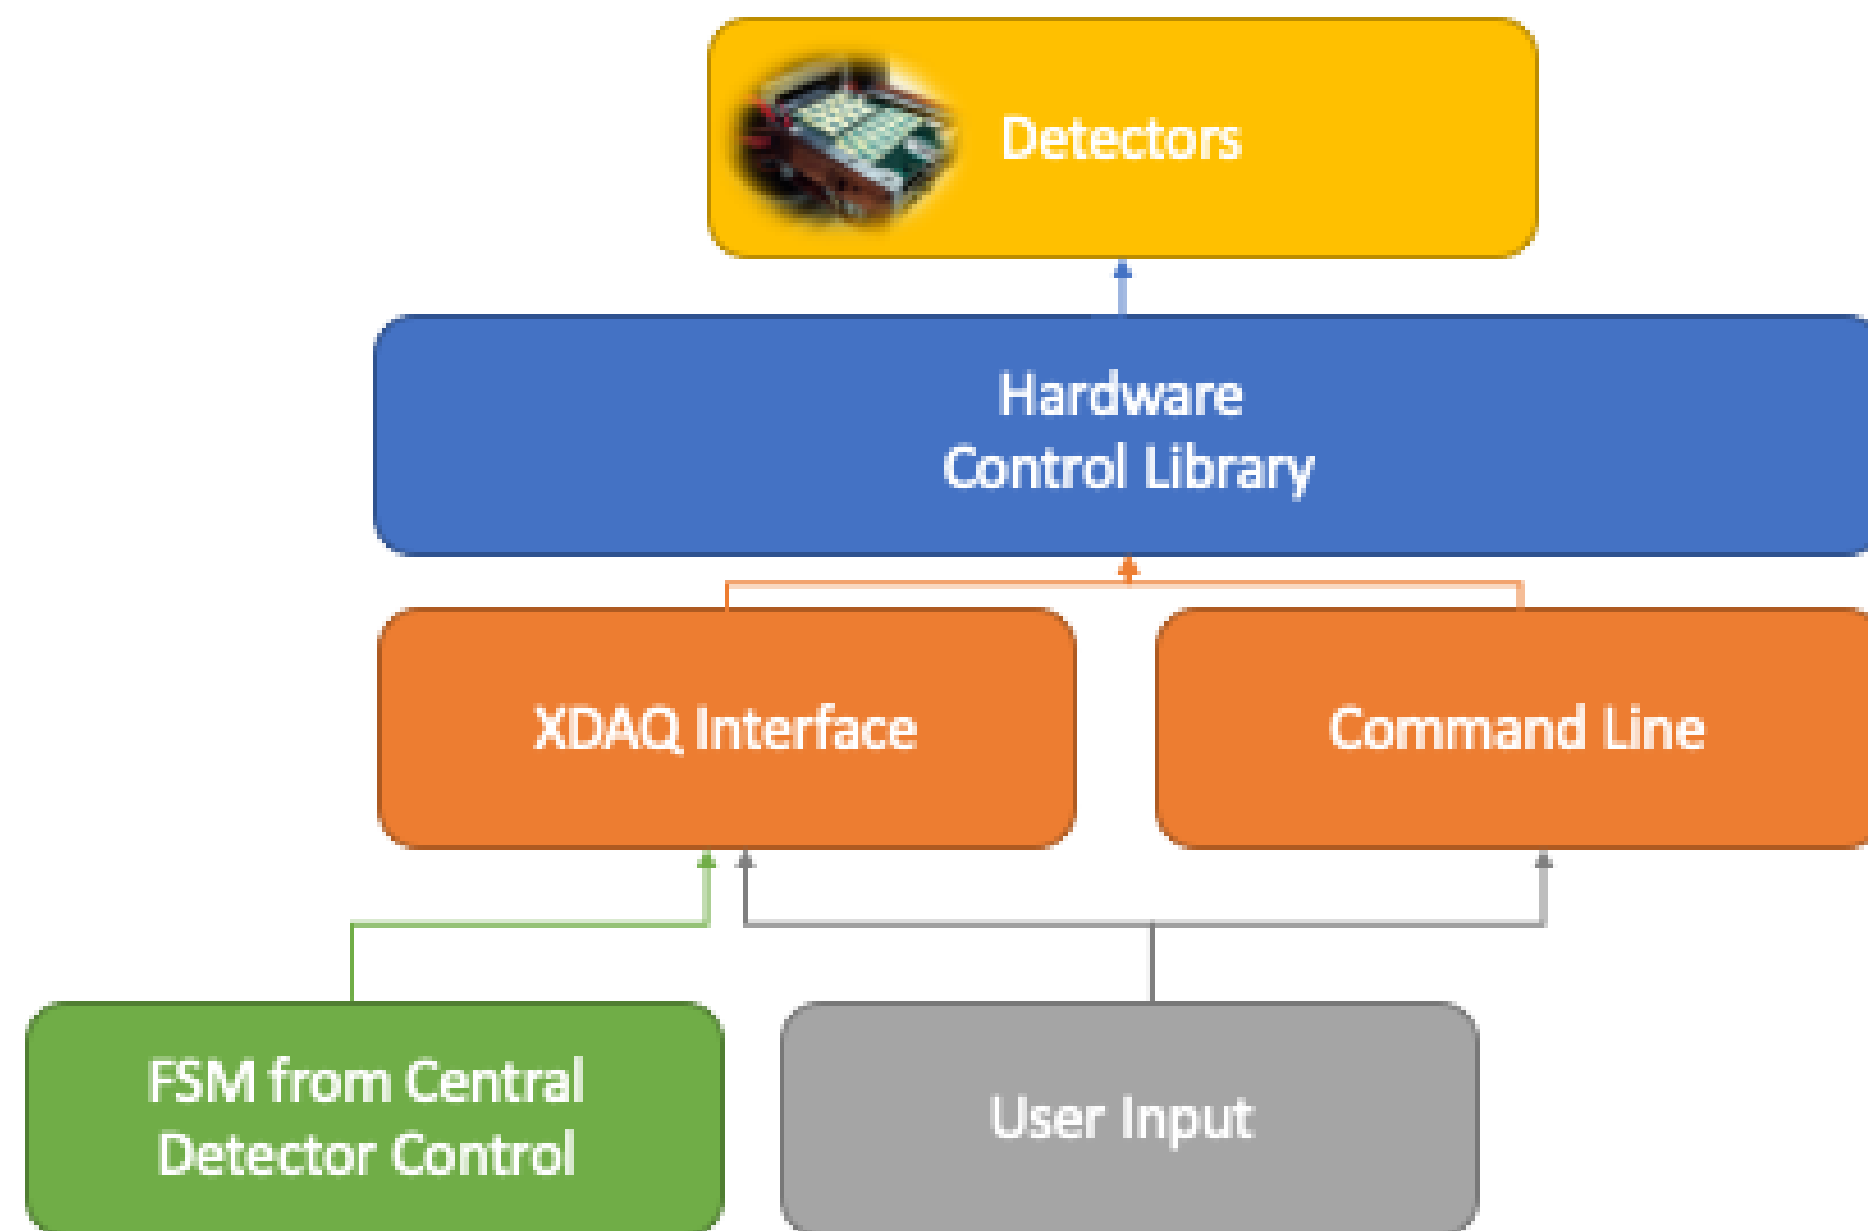 Detectors
Hardware
Control Library
XDAQ Interface
Command Line
FSM from Central
Detector Control
User Input